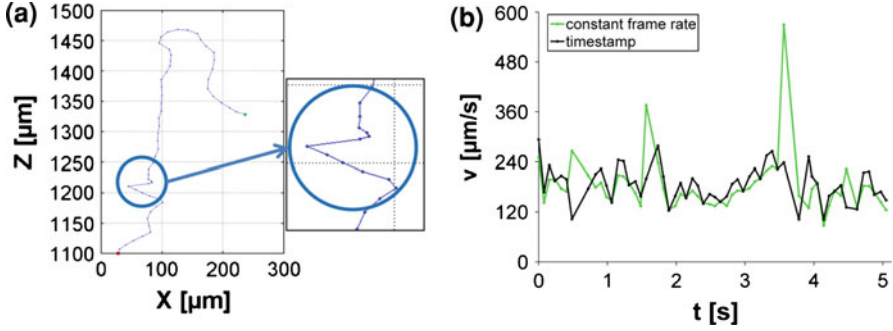 (a)
1500
1450
1400
1350
1300
1250
1200
1150
1100
Z [µm]
0 100 200 300
X [µm]
(b)
600
480
360
240
120
0
v [µm/s]
constant frame rate
timestamp
0 1 2 3 4 5
t [s]